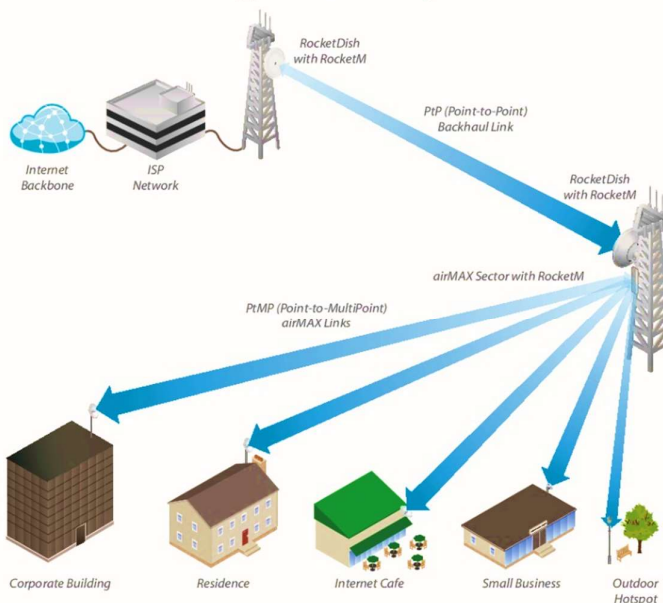 RocketDish
with RocketM
PtP (Point-to-Point)
Backhaul Link
Internet
Backbone
ISP
Network
RocketDish
with RocketM
airMAX Sector with RocketM
PtMP (Point-to-MultiPoint)
airMAX Links
Corporate Building
Residence
Internet Cafe
Small Business
Outdoor
Hotspot